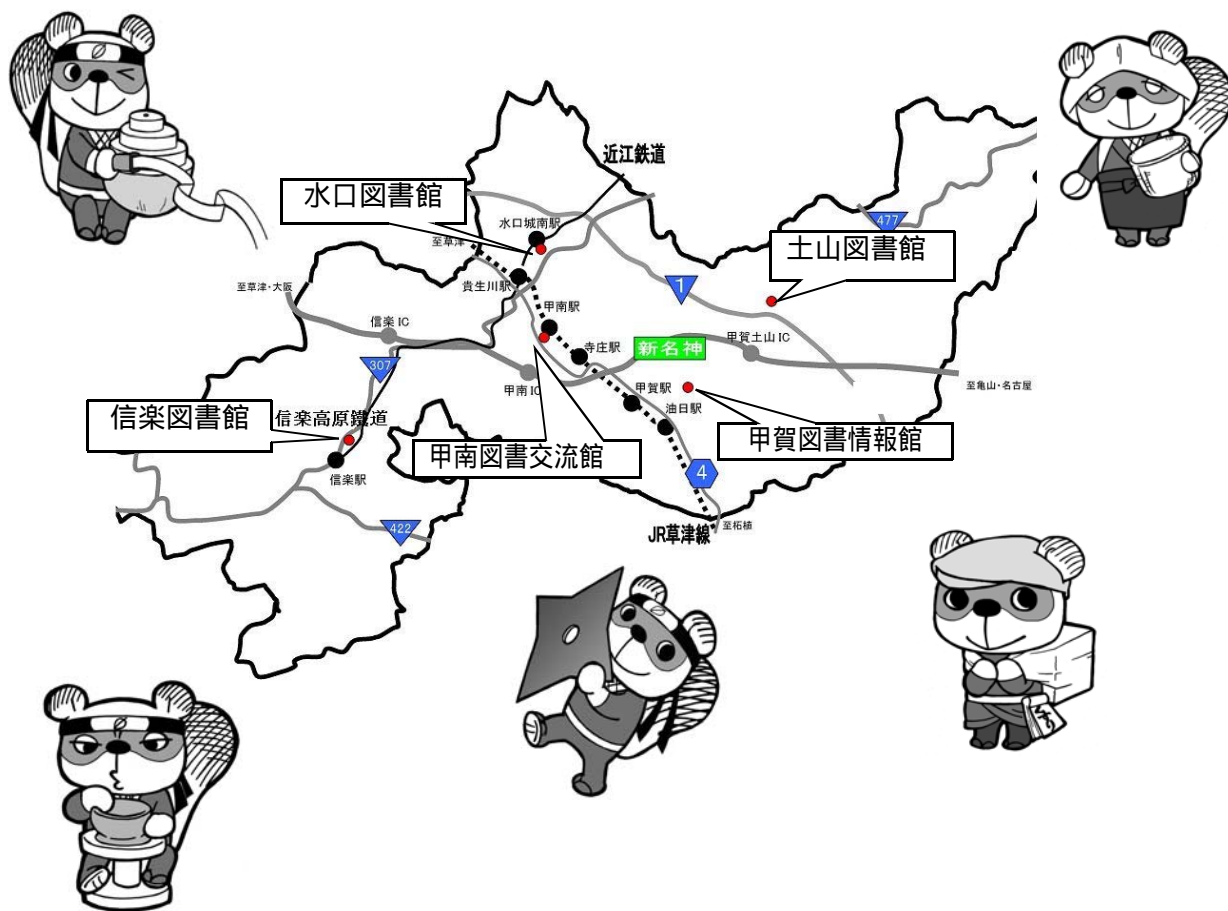 近江鉄道
水口図書館
水口城南駅
至草津
477
土山図書館
貴生川駅
至草津・大阪
1
甲南駅
信楽 IC
寺庄駅
新名神
甲賀土山 IC
307
甲南 IC
至亀山・名古屋
甲賀駅
油日駅
信楽図書館
信楽高原鐵道
甲南図書交流館
甲賀図書情報館
信楽駅
4
422
至柘植
JR草津線